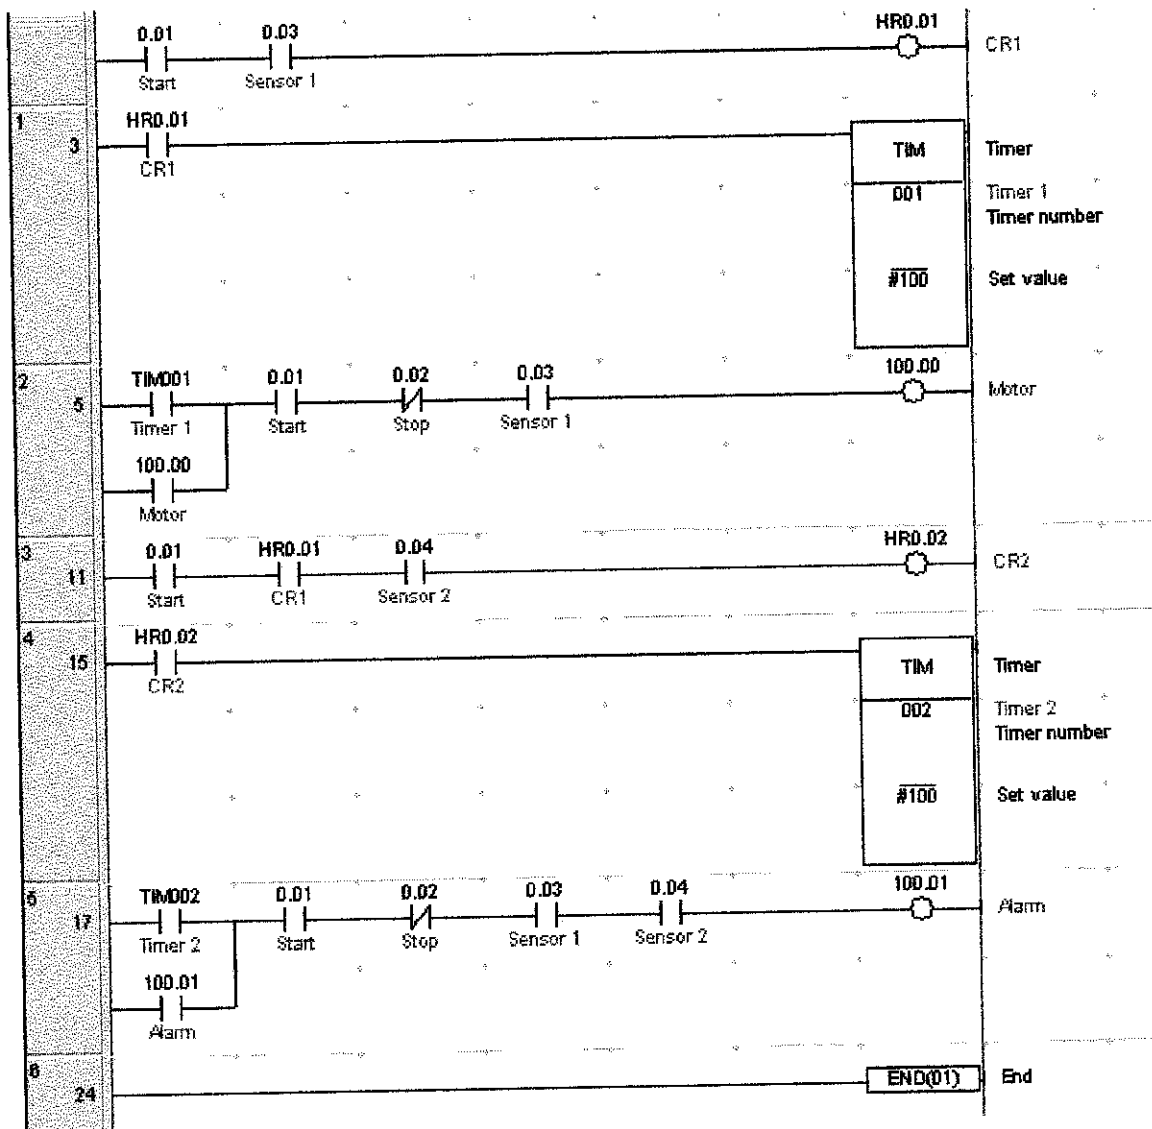 0.01 0.03 HR0.01
CR1
Start Sensor 1
1 HR0.01
3 TIM Timer
CR1
001 Timer 1
Timer number
#100 Set value
2 TIM001 0.01 0.02 0.03 100.00
5 Motor
Timer 1 Start Stop Sensor 1
100.00
Motor
3 0.01 HR0.01 0.04 HR0.02
11 CR2
Start CR1 Sensor 2
4 HR0.02
15 TIM Timer
CR2
002 Timer 2
Timer number
#100 Set value
5 TIM002 0.01 0.02 0.03 0.04 100.01
17 Alarm
Timer 2 Start Stop Sensor 1 Sensor 2
100.01
Alarm
6
24 END(01) End